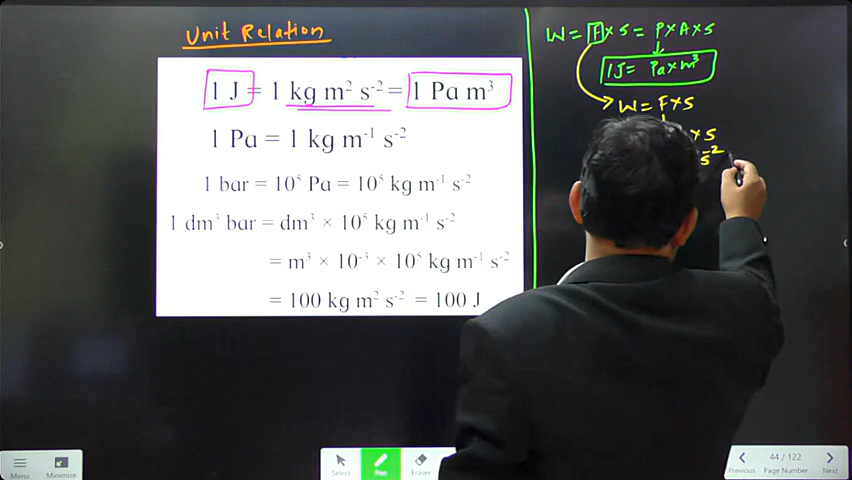 Unit Relation
1 J = 1 kg m² s⁻² = 1 Pa m³
1 Pa = 1 kg m⁻¹ s⁻²
1 bar = 10⁵ Pa = 10⁵ kg m⁻¹ s⁻²
1 dm³ bar = dm³ × 10⁵ kg m⁻¹ s⁻²
= m³ × 10⁻³ × 10⁵ kg m⁻¹ s⁻²
= 100 kg m² s⁻² = 100 J
W = F × S = P × A × S
1J = Pa × m³
W = F × S
× S
s⁻²
Menu
Minimize
Select
Pen
Eraser
Previous
44 / 122
Page Number
Next